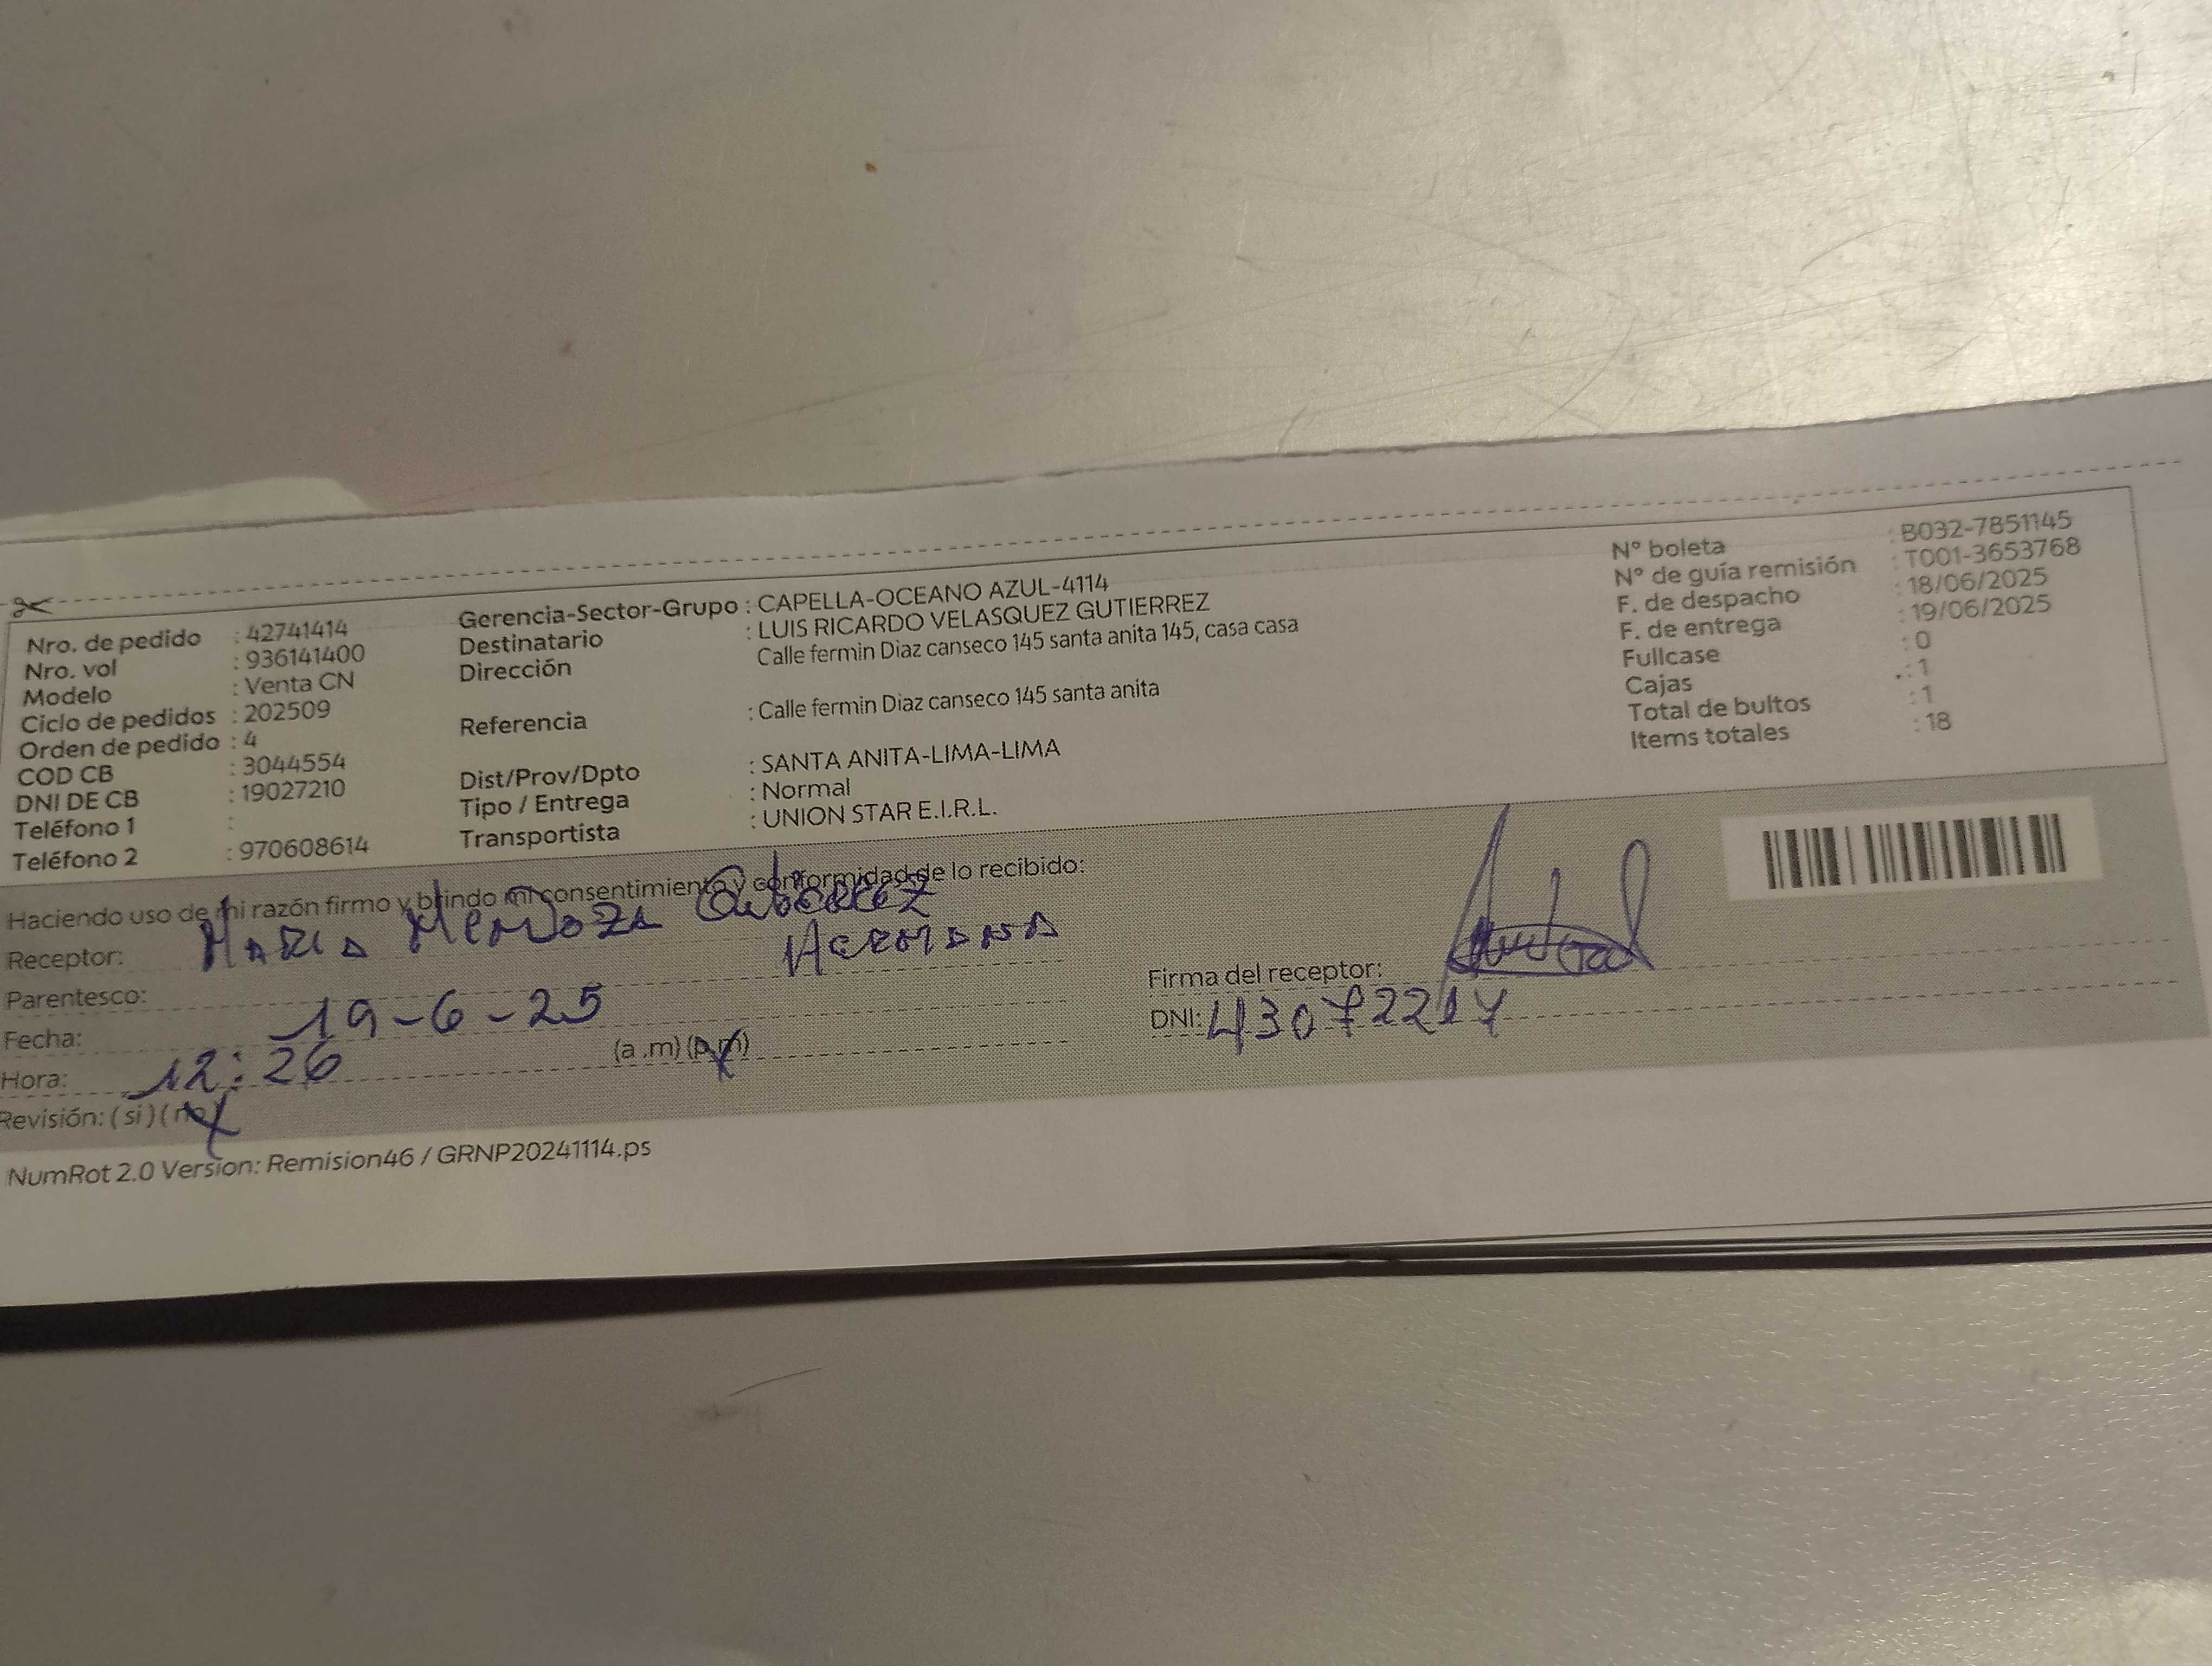 Nro. de pedido : 42741414
Nro. vol : 936141400
Modelo : Venta CN
Ciclo de pedidos : 202509
Orden de pedido : 4
COD CB : 3044554
DNI DE CB : 19027210
Teléfono 1 :
Teléfono 2 : 970608614
Gerencia-Sector-Grupo : CAPELLA-OCEANO AZUL-4114
Destinatario : LUIS RICARDO VELASQUEZ GUTIERREZ
Dirección Calle fermin Diaz canseco 145 santa anita 145, casa casa
Referencia : Calle fermin Diaz canseco 145 santa anita
Dist/Prov/Dpto : SANTA ANITA-LIMA-LIMA
Tipo / Entrega : Normal
Transportista : UNION STAR E.I.R.L.
N° boleta : B032-7851145
N° de guía remisión : T001-3653768
F. de despacho : 18/06/2025
F. de entrega : 19/06/2025
Fullcase : 0
Cajas : 1
Total de bultos : 1
Items totales : 18
Haciendo uso de mi razón firmo y brindo mi consentimiento y conformidad de lo recibido:
Receptor: MARIA MENDOZA
Parentesco: HERMANA
Fecha: 19-6-25
Hora: 12:26 (a.m) (p.m)
Revisión: (si) (no)
Firma del receptor:
DNI: 43072217
NumRot 2.0 Version: Remision46 / GRNP20241114.ps